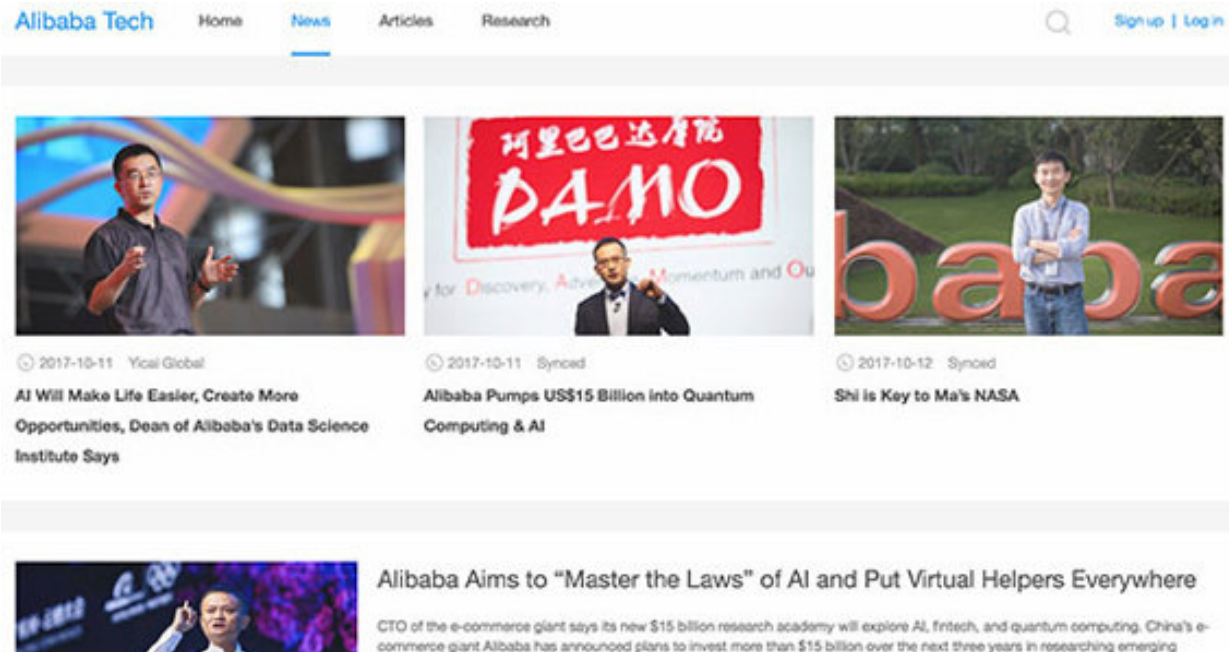 Alibaba Tech Home News Articles Research Sign up | Log in
阿里巴巴达摩院
DAMO
y for Discovery, Adve Momentum and Ou
baba
2017-10-11 Yicai Global
AI Will Make Life Easier, Create More
Opportunities, Dean of Alibaba's Data Science
Institute Says
2017-10-11 Synced
Alibaba Pumps US$15 Billion into Quantum
Computing & AI
2017-10-12 Synced
Shi is Key to Ma's NASA
Alibaba Aims to “Master the Laws” of AI and Put Virtual Helpers Everywhere
CTO of the e-commerce giant says its new $15 billion research academy will explore AI, fintech, and quantum computing. China's e-
commerce giant Alibaba has announced plans to invest more than $15 billion over the next three years in researching emerging